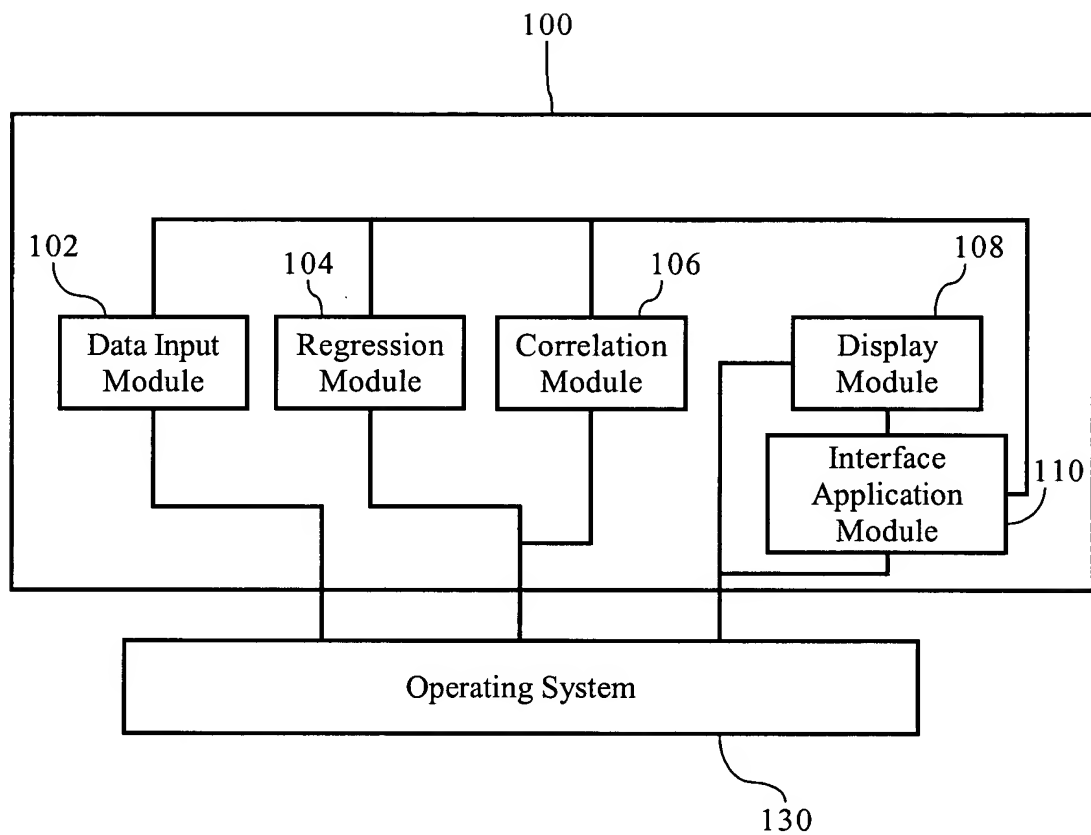 100
102
104
106
108
Data Input
Module
Regression
Module
Correlation
Module
Display
Module
Interface
Application
Module
110
Operating System
130